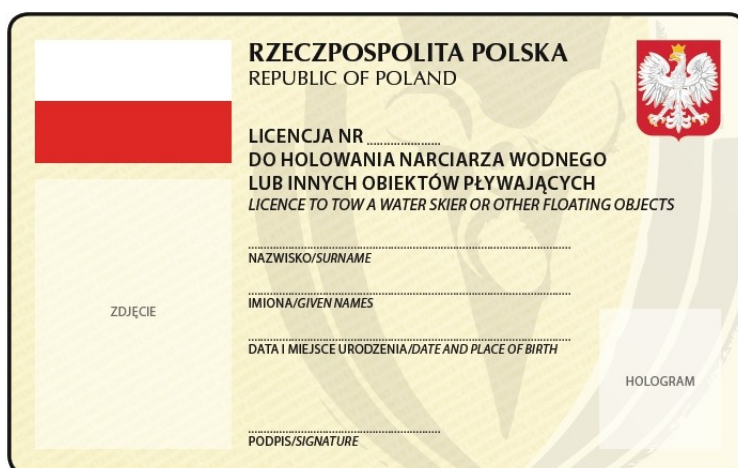 RZECZPOSPOLITA POLSKA
REPUBLIC OF POLAND
LICENCJA NR ......................
DO HOLOWANIA NARCIARZA WODNEGO
LUB INNYCH OBIEKTÓW PŁYWAJĄCYCH
LICENCE TO TOW A WATER SKIER OR OTHER FLOATING OBJECTS
NAZWISKO/SURNAME
IMIONA/GIVEN NAMES
ZDJĘCIE
DATA I MIEJSCE URODZENIA/DATE AND PLACE OF BIRTH
HOLOGRAM
PODPIS/SIGNATURE